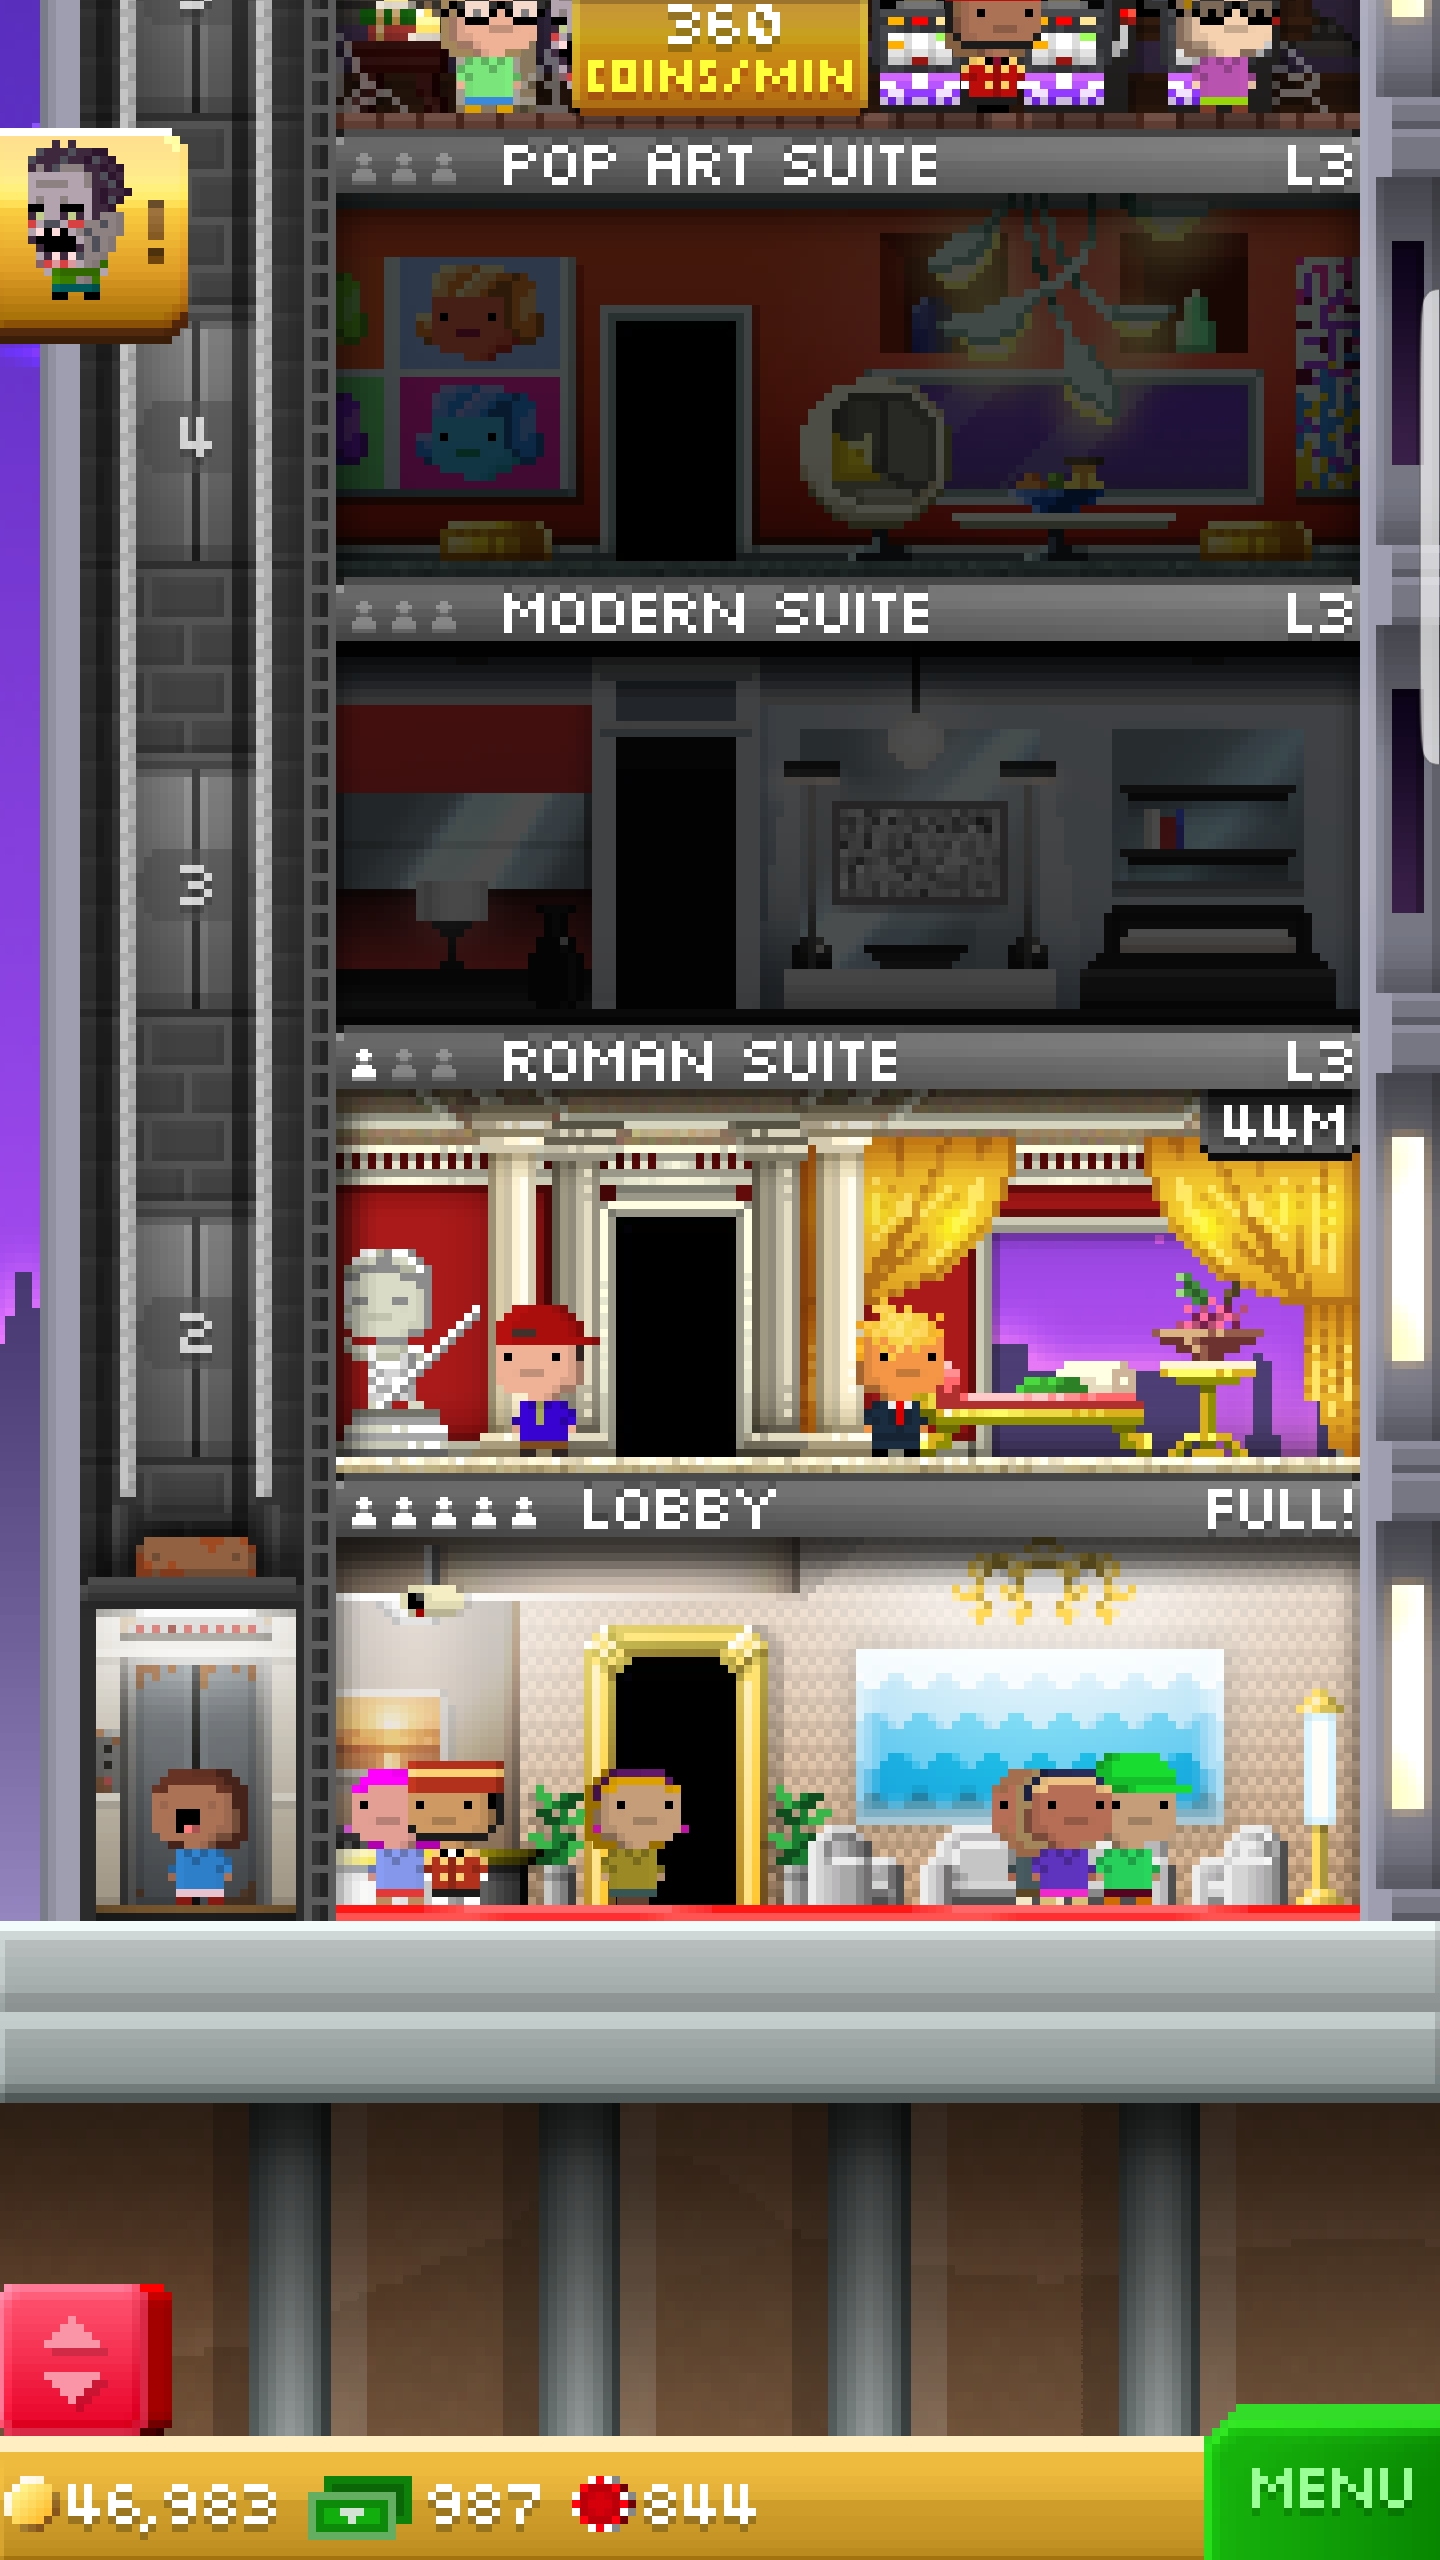 360
COINS/MIN
POP ART SUITE L3
!
4
MODERN SUITE L3
3
ROMAN SUITE L3
44M
2
LOBBY FULL!
46,983 987 844
MENU